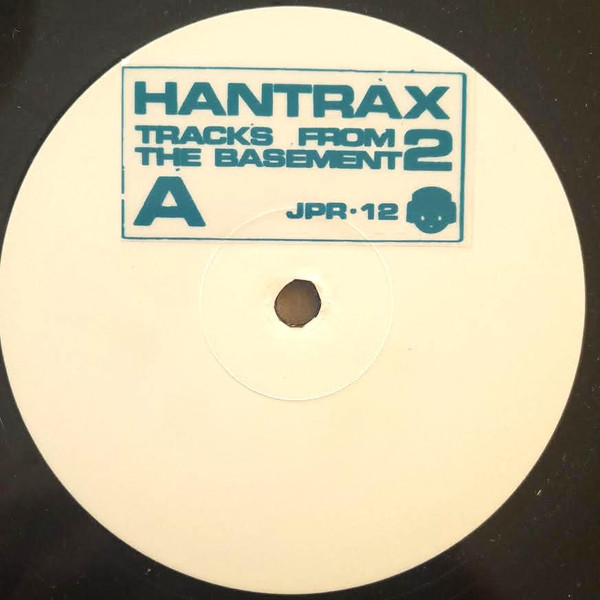 HANTRAX
TRACKS FROM
THE BASEMENT 2
A JPR·12